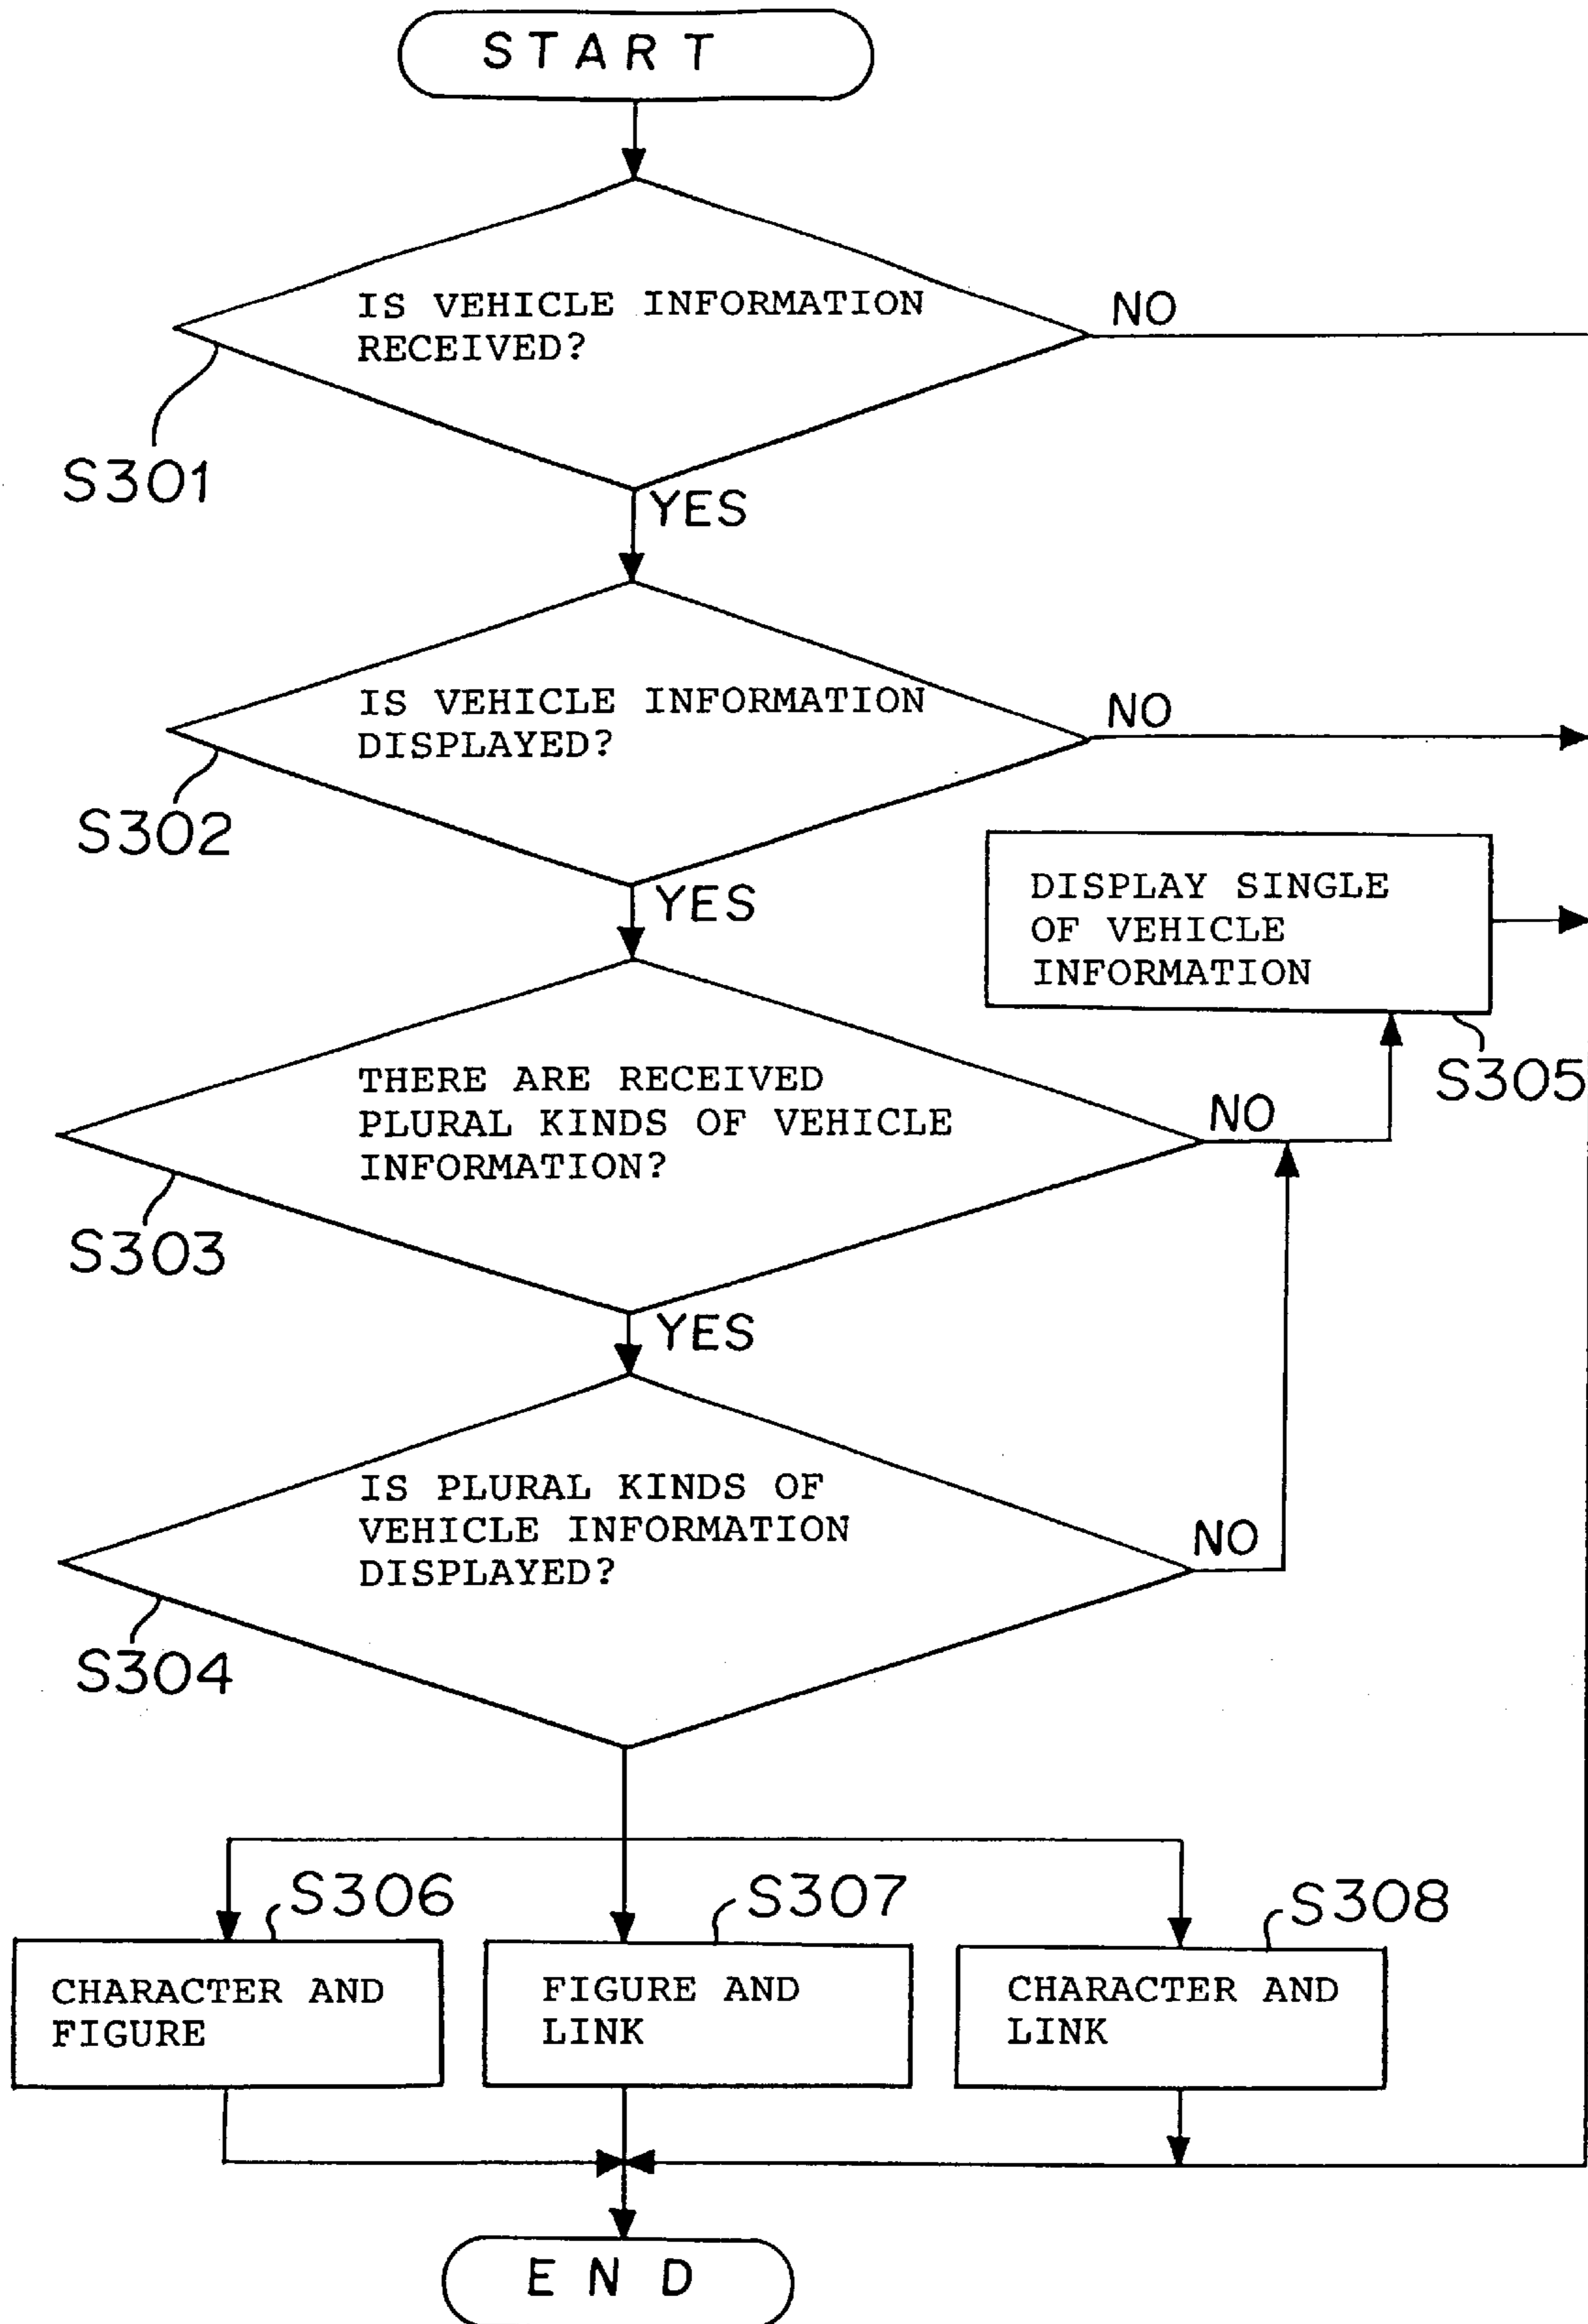 START
IS VEHICLE INFORMATION
RECEIVED?
NO
S301
YES
IS VEHICLE INFORMATION
DISPLAYED?
NO
S302
YES
DISPLAY SINGLE
OF VEHICLE
INFORMATION
S305
THERE ARE RECEIVED
PLURAL KINDS OF VEHICLE
INFORMATION?
NO
S303
YES
IS PLURAL KINDS OF
VEHICLE INFORMATION
DISPLAYED?
NO
S304
S306
CHARACTER AND
FIGURE
S307
FIGURE AND
LINK
S308
CHARACTER AND
LINK
END